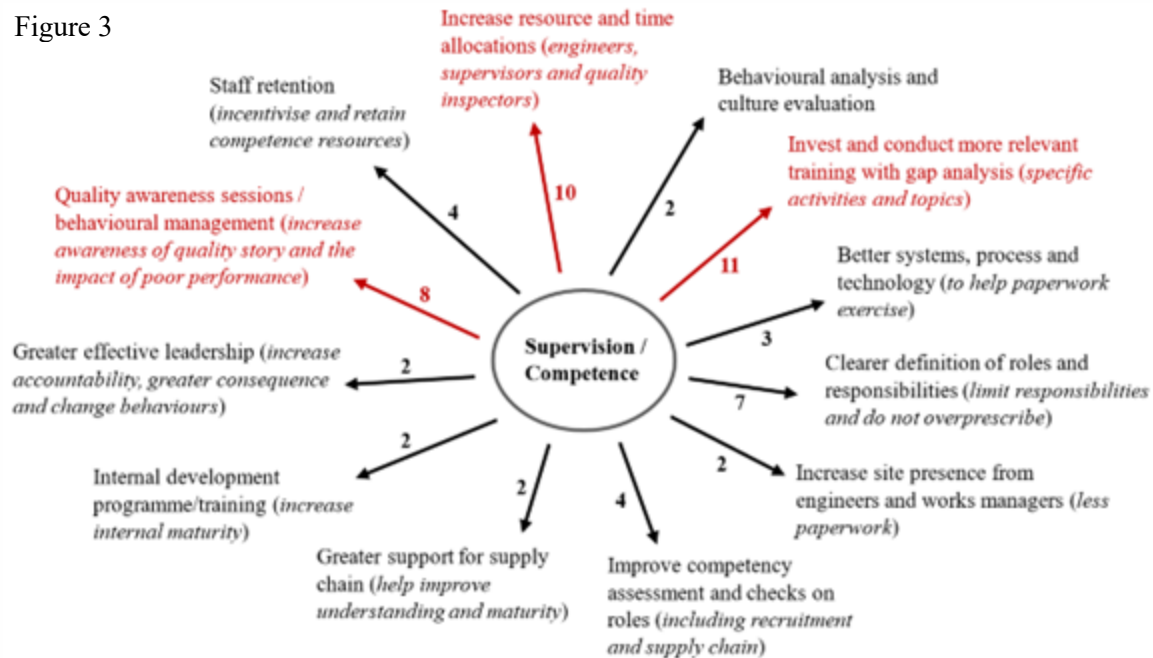 Figure 3
Increase resource and time
allocations (engineers,
supervisors and quality
inspectors)
Staff retention
(incentivise and retain
competence resources)
Behavioural analysis and
culture evaluation
Invest and conduct more relevant
training with gap analysis (specific
activities and topics)
Quality awareness sessions /
behavioural management (increase
awareness of quality story and the
impact of poor performance)
Better systems, process and
technology (to help paperwork
exercise)
Greater effective leadership (increase
accountability, greater consequence
and change behaviours)
Clearer definition of roles and
responsibilities (limit responsibilities
and do not overprescribe)
Internal development
programme/training (increase
internal maturity)
Increase site presence from
engineers and works managers (less
paperwork)
Greater support for supply
chain (help improve
understanding and maturity)
Improve competency
assessment and checks on
roles (including recruitment
and supply chain)
Supervision /
Competence
10
2
11
3
7
2
4
2
2
2
8
4